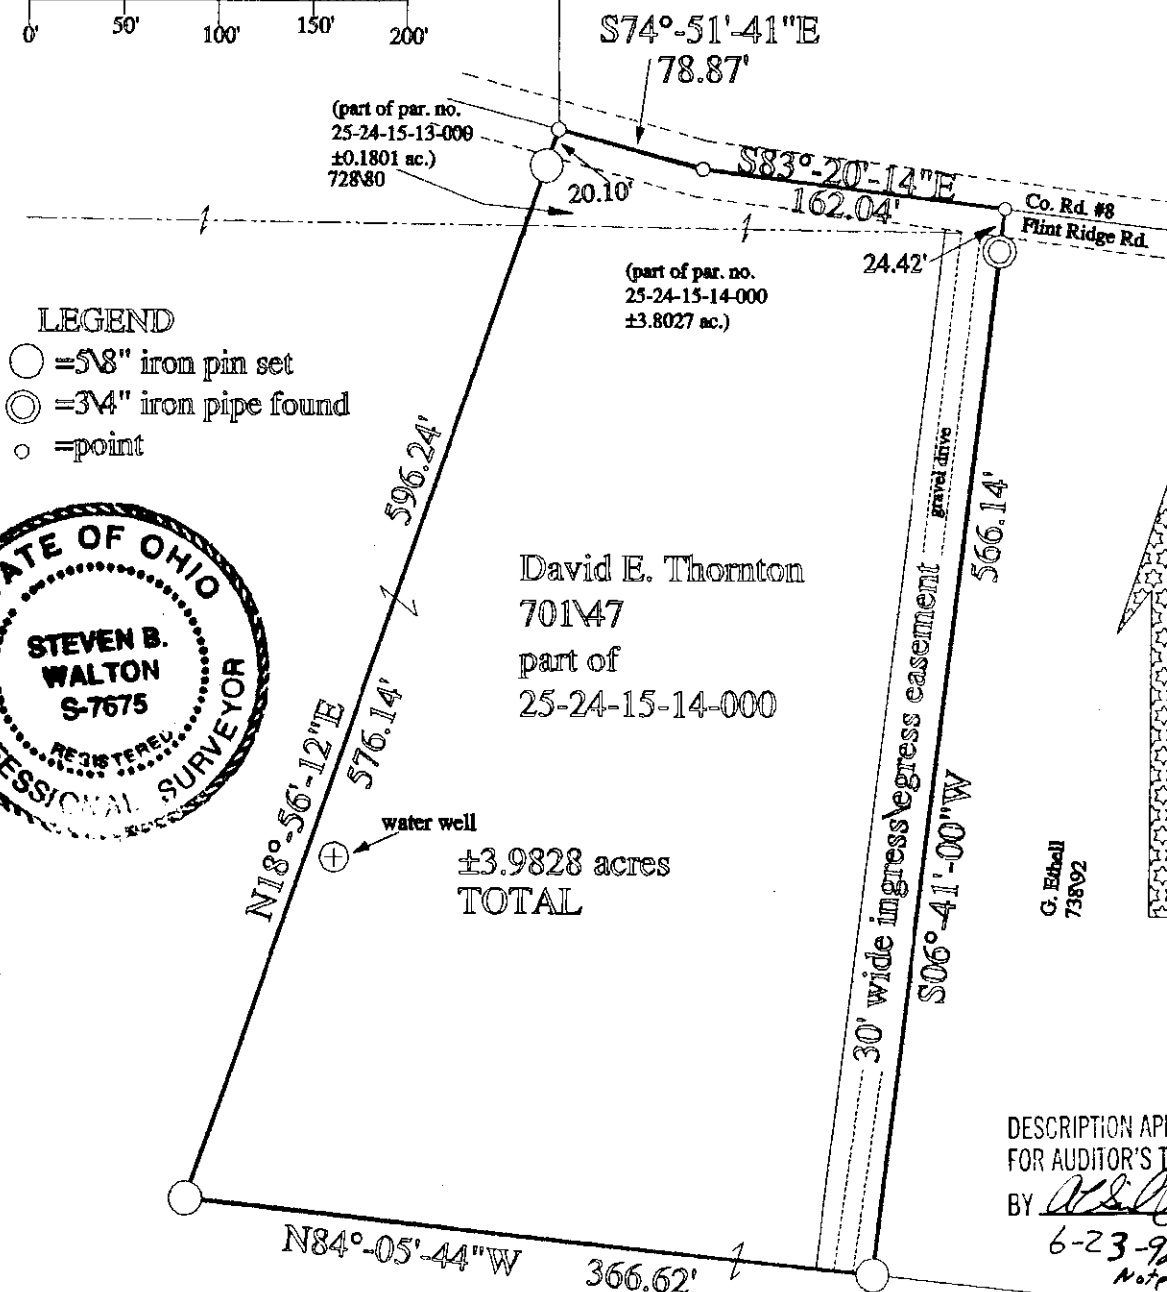 0' 50' 100' 150' 200'
S74°-51'-41"E
78.87'
(part of par. no.
25-24-15-13-000
±0.1801 ac.)
728\80
20.10'
S83°-20'-14"E
162.04'
Co. Rd. #8
Flint Ridge Rd.
24.42'
(part of par. no.
25-24-15-14-000
±3.8027 ac.)
LEGEND
=5\8" iron pin set
=3\4" iron pipe found
=point
596.24'
gravel drive
566.14'
OF OHIO
STEVEN B.
WALTON
S-7675
REGISTERED
SURVEYOR
David E. Thornton
701\47
part of
25-24-15-14-000
N18°-56'-12"E
576.14'
water well
±3.9828 acres
TOTAL
30' wide ingress\egress easement
S06°-41'-00"W
G. Ethell
738\92
DESCRIPTION
FOR AUDITOR'S
BY
6-23-9
Note
N84°-05'-44"W
366.62'